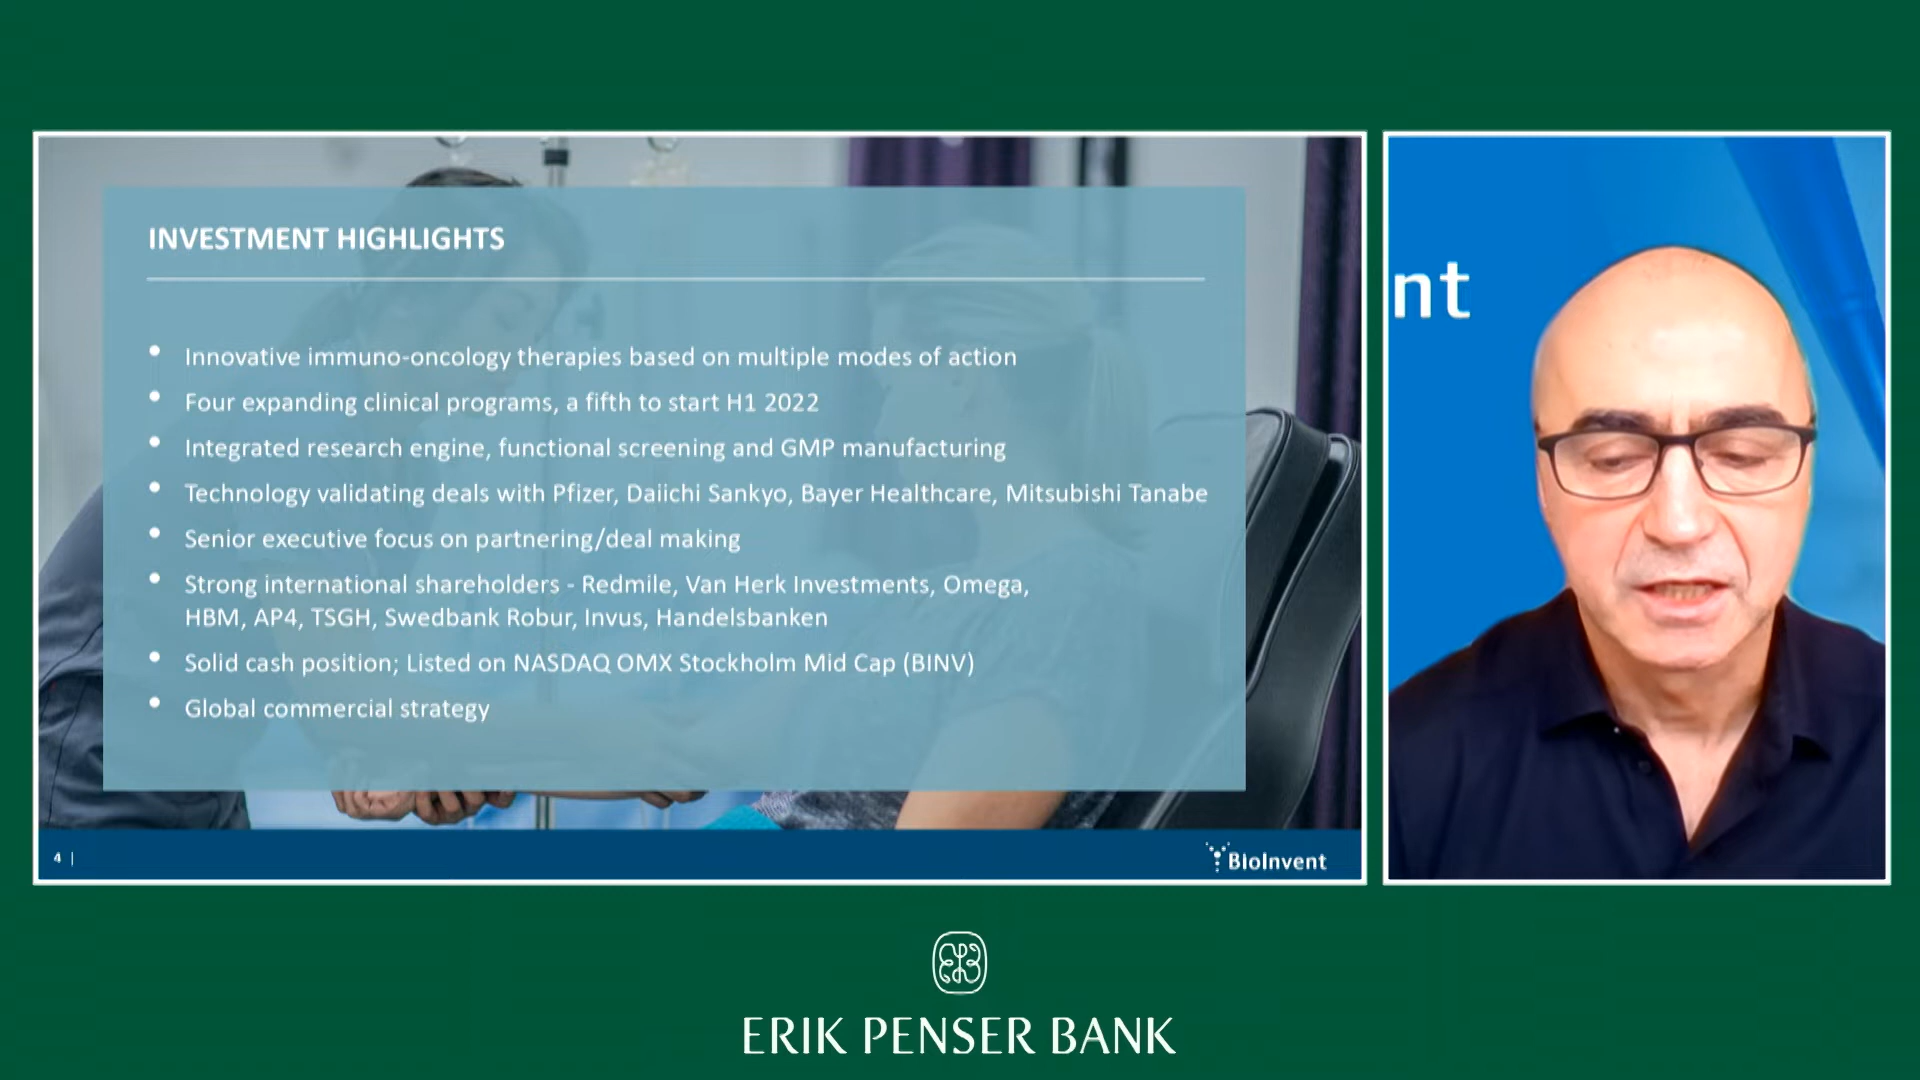 INVESTMENT HIGHLIGHTS
• Innovative immuno-oncology therapies based on multiple modes of action
• Four expanding clinical programs, a fifth to start H1 2022
• Integrated research engine, functional screening and GMP manufacturing
• Technology validating deals with Pfizer, Daiichi Sankyo, Bayer Healthcare, Mitsubishi Tanabe
• Senior executive focus on partnering/deal making
• Strong international shareholders - Redmile, Van Herk Investments, Omega,
HBM, AP4, TSGH, Swedbank Robur, Invus, Handelsbanken
• Solid cash position; Listed on NASDAQ OMX Stockholm Mid Cap (BINV)
• Global commercial strategy
4 |
BioInvent
nt
ERIK PENSER BANK